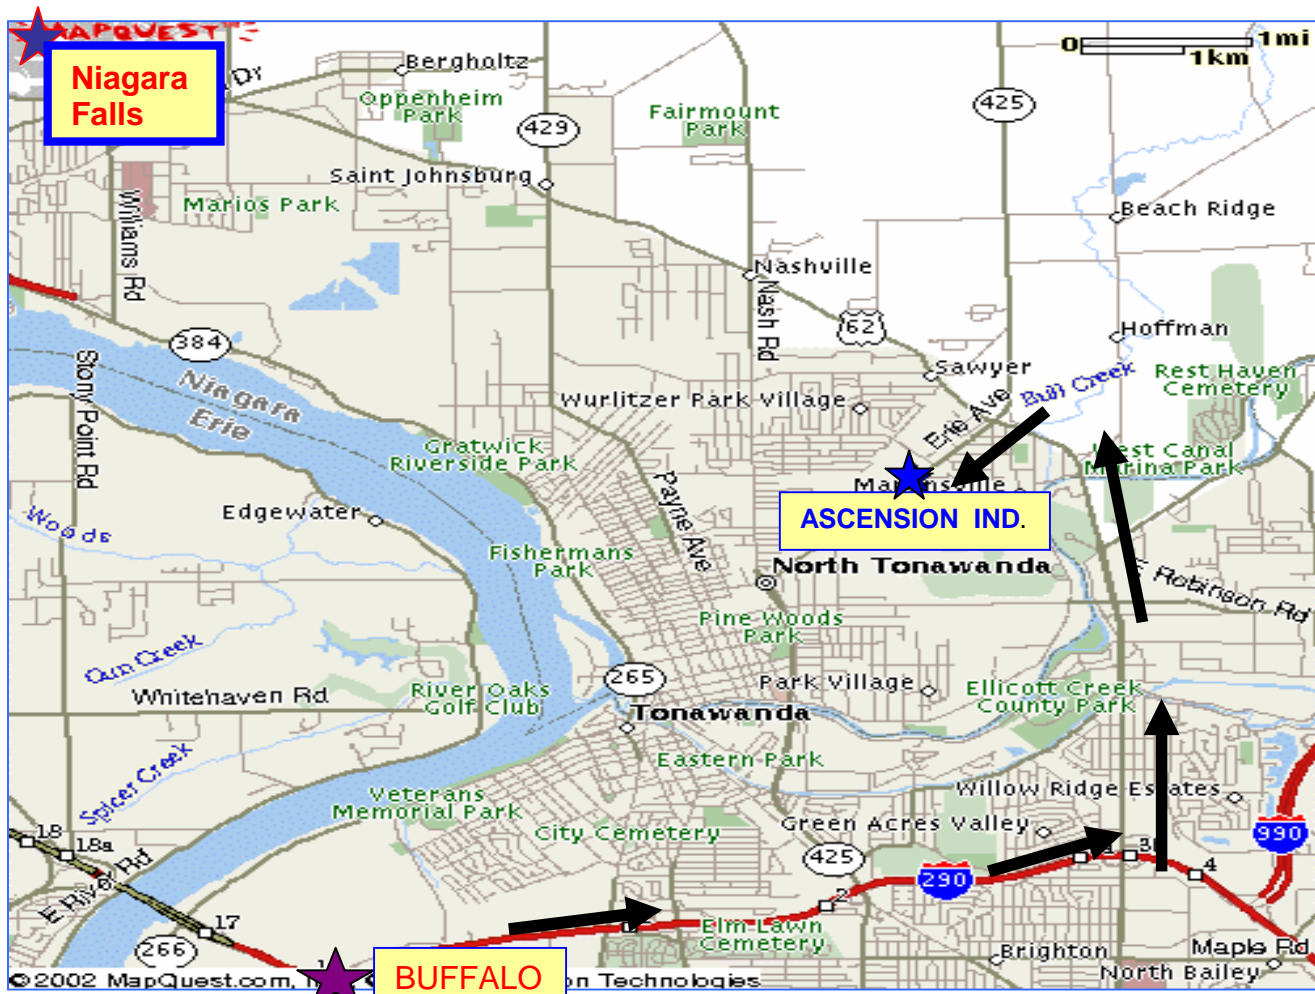 MAPQUEST
Niagara
Falls
Dr
Bergholtz
Oppenheim
Park
429
Fairmount
Park
425
0
1mi
1km
Saint Johnsburg
Marios Park
Williams Rd
Beach Ridge
Nashville
Nash Rd
62
Hoffman
384
Niagara
Erie
Stony Point Rd
Sawyer
Bull Creek
Rest Haven
Cemetery
Wurlitzer Park Village
Erie Ave
Gratwick
Riverside Park
West Canal
Marina Park
Payne Ave
ASCENSION IND.
Edgewater
Woods
Fishermans
Park
North Tonawanda
E Robinson Rd
Pine Woods
Park
Gun Creek
Whitehaven Rd
River Oaks
Golf Club
265
Park Village
Ellicott Creek
County Park
Tonawanda
Eastern Park
Spicer Creek
Veterans
Memorial Park
Willow Ridge Estates
City Cemetery
Green Acres Valley
990
18
18a
425
290
3
4
E River Rd
2
17
266
Elm Lawn
Cemetery
Brighton
Maple Rd
North Bailey
BUFFALO
©2002 MapQuest.com,
on Technologies